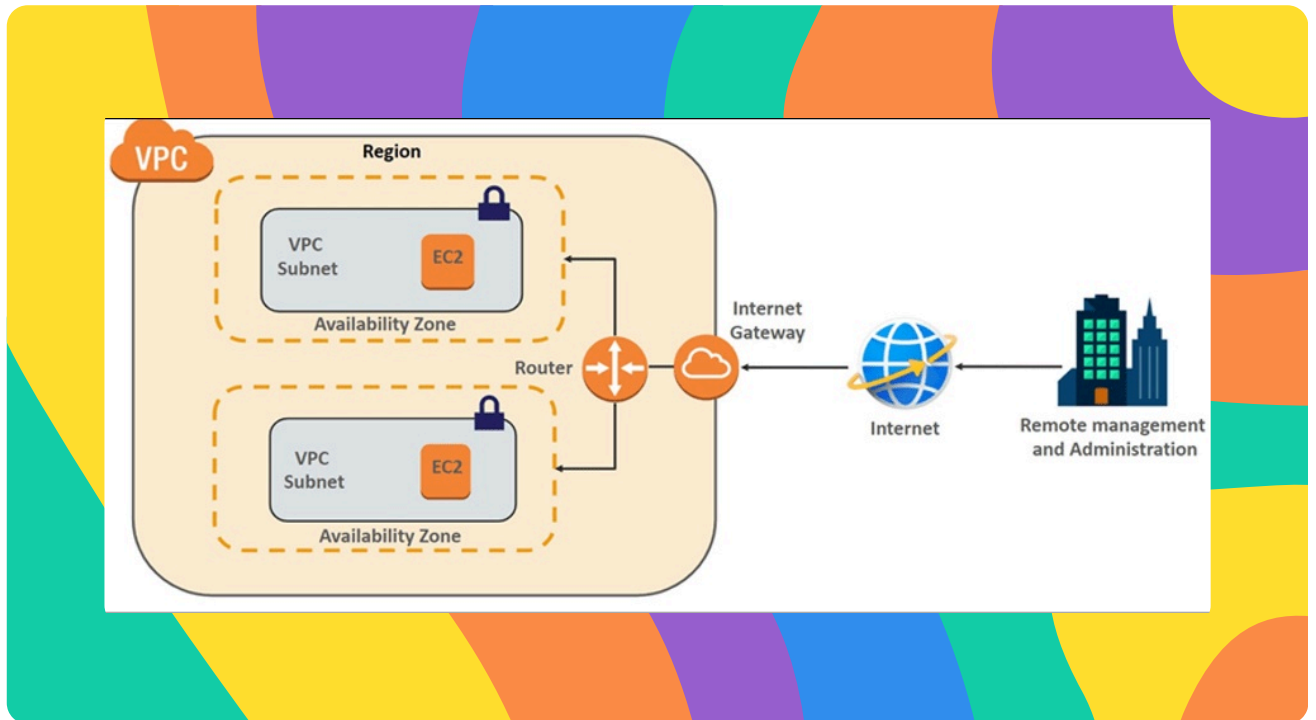 VPC
Region
VPC
Subnet
EC2
Availability Zone
Router
Internet
Gateway
VPC
Subnet
EC2
Availability Zone
Internet
Remote management
and Administration